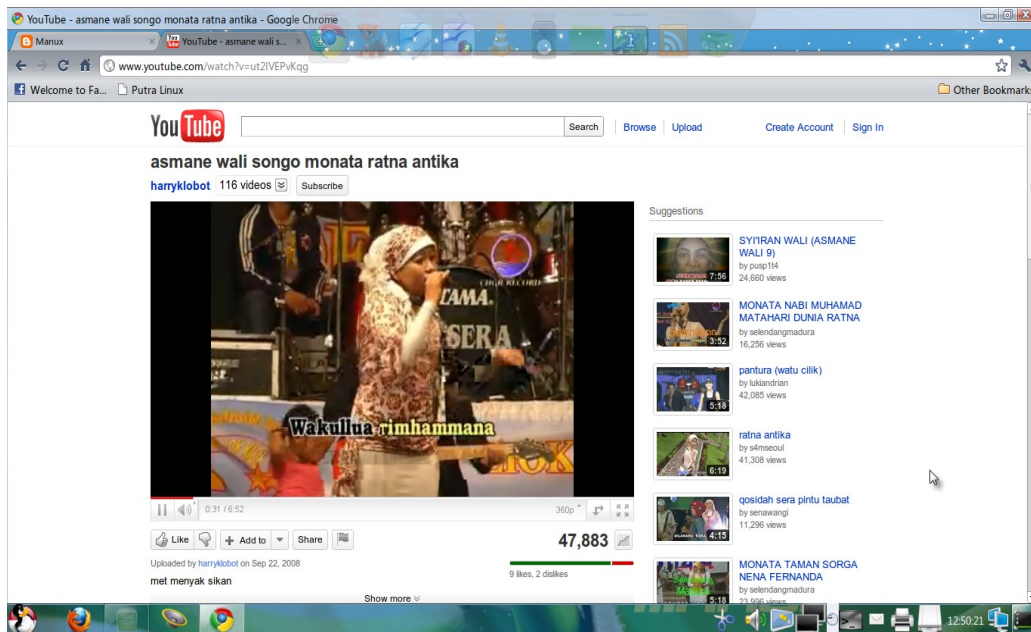 YouTube - asmane wali songo monata ratna antika - Google Chrome
Manux
YouTube - asmane wali s...
www.youtube.com/watch?v=ut2IVEPvKqg
Welcome to Fa...
Putra Linux
Other Bookmark
YouTube
Search
Browse
Upload
Create Account
Sign In
asmane wali songo monata ratna antika
harryklobot 116 videos
Subscribe
Suggestions
SYI'IRAN WALI (ASMANE
WALI 9)
by pusp1t4
24,660 views
7:56
MONATA NABI MUHAMAD
MATAHARI DUNIA RATNA
by selendangmadura
16,256 views
3:52
pantura (watu cilik)
by lukiandrian
42,085 views
5:18
ratna antika
by s4mseoul
41,308 views
6:19
qosidah sera pintu taubat
by senawangi
11,296 views
4:15
MONATA TAMAN SORGA
NENA FERNANDA
by selendangmadura
23,996 views
5:18
TAMA.
SERA
Wakullua rimhammana
0:31 / 6:52
360p
Like
Add to
Share
47,883
Uploaded by harryklobot on Sep 22, 2008
9 likes, 2 dislikes
met menyak sikan
Show more
12:50:21